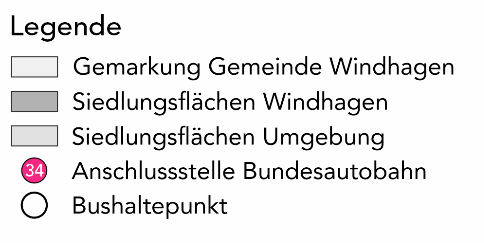 Legende
Gemarkung Gemeinde Windhagen
Siedlungsflächen Windhagen
Siedlungsflächen Umgebung
34 Anschlussstelle Bundesautobahn
Bushaltepunkt